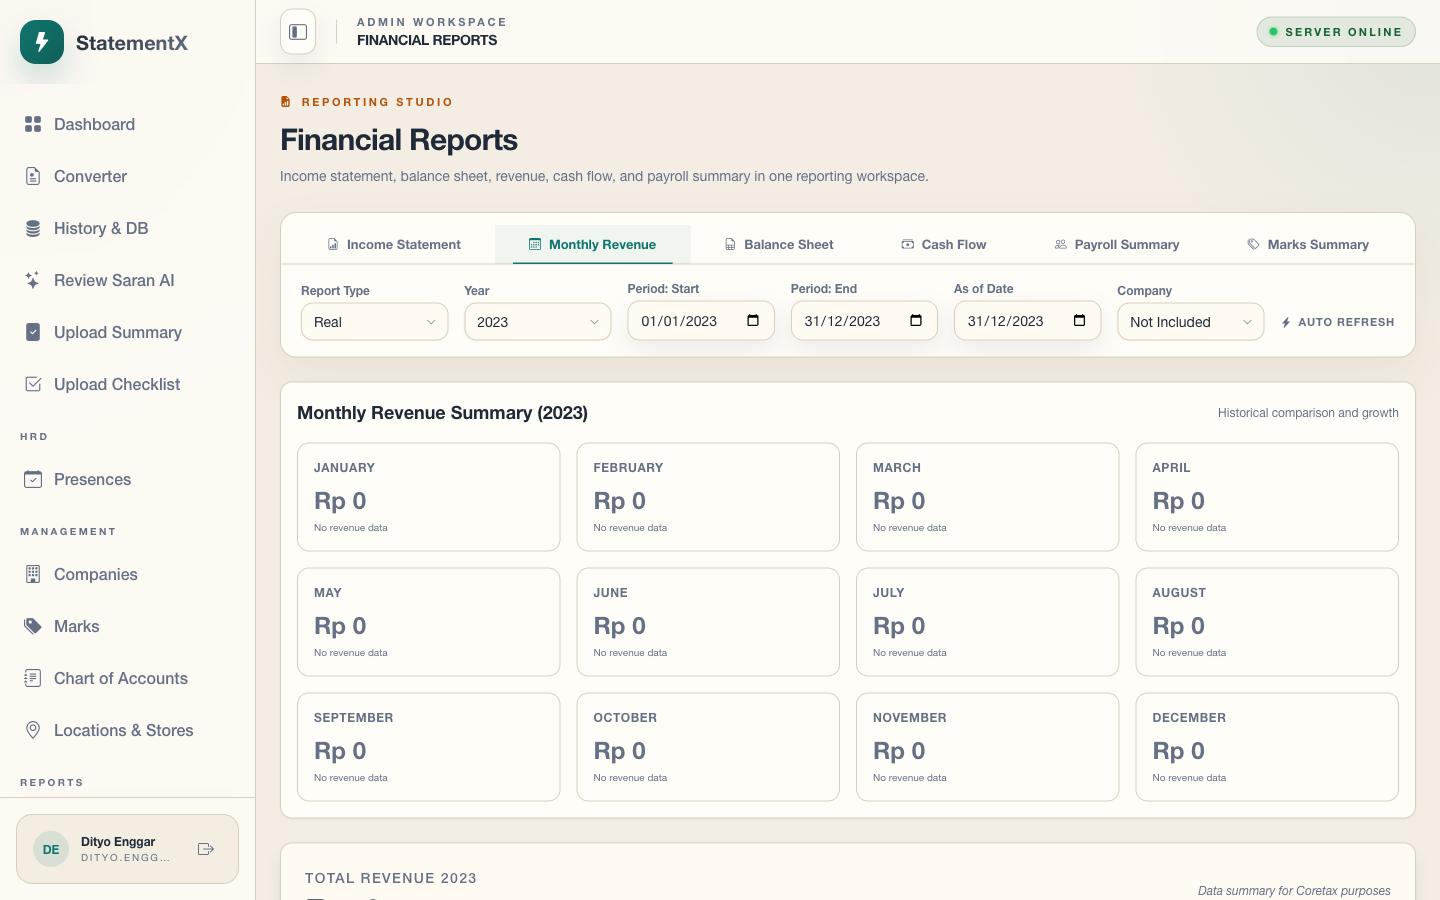 StatementX
Dashboard
Converter
History & DB
Review Saran AI
Upload Summary
Upload Checklist
HRD
Presences
MANAGEMENT
Companies
Marks
Chart of Accounts
Locations & Stores
REPORTS
DE
Dityo Enggar
DITYO.ENGG...
ADMIN WORKSPACE
FINANCIAL REPORTS
SERVER ONLINE
REPORTING STUDIO
Financial Reports
Income statement, balance sheet, revenue, cash flow, and payroll summary in one reporting workspace.
Income Statement Monthly Revenue Balance Sheet Cash Flow Payroll Summary Marks Summary
Report Type Year Period: Start Period: End As of Date Company
Real 2023 01/01/2023 31/12/2023 31/12/2023 Not Included AUTO REFRESH
Monthly Revenue Summary (2023) Historical comparison and growth
JANUARY FEBRUARY MARCH APRIL
Rp 0 Rp 0 Rp 0 Rp 0
No revenue data No revenue data No revenue data No revenue data
MAY JUNE JULY AUGUST
Rp 0 Rp 0 Rp 0 Rp 0
No revenue data No revenue data No revenue data No revenue data
SEPTEMBER OCTOBER NOVEMBER DECEMBER
Rp 0 Rp 0 Rp 0 Rp 0
No revenue data No revenue data No revenue data No revenue data
TOTAL REVENUE 2023
Data summary for Coretax purposes